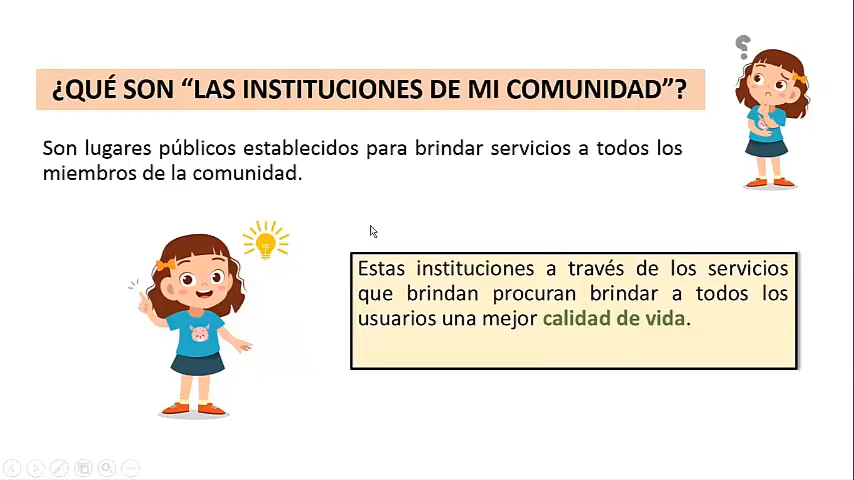 ¿QUÉ SON “LAS INSTITUCIONES DE MI COMUNIDAD”?
Son lugares públicos establecidos para brindar servicios a todos los
miembros de la comunidad.
Estas instituciones a través de los servicios
que brindan procuran brindar a todos los
usuarios una mejor calidad de vida.